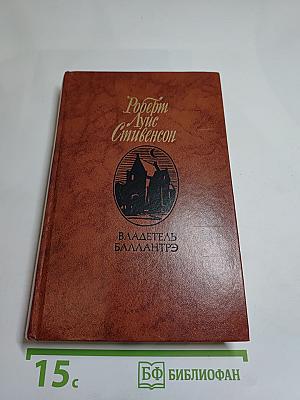 Роберт
Луис
Стивенсон
ВЛАДЕТЕЛЬ
БАЛЛАНТРЭ
15с
БФ БИБЛИОФАН